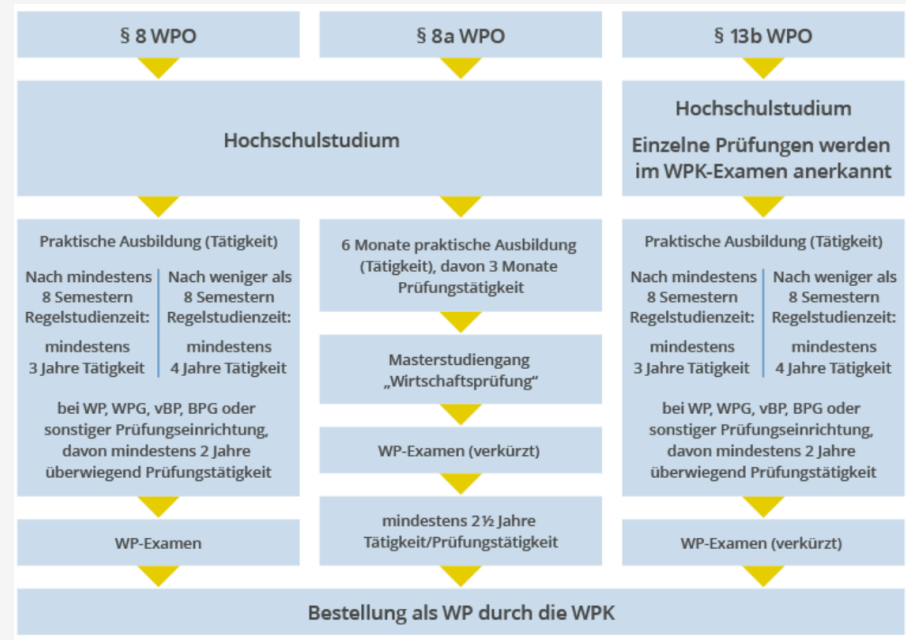 § 8 WPO
§ 8a WPO
§ 13b WPO
Hochschulstudium
Hochschulstudium
Einzelne Prüfungen werden
im WPK-Examen anerkannt
Praktische Ausbildung (Tätigkeit)
Nach mindestens
8 Semestern
Regelstudienzeit:
mindestens
3 Jahre Tätigkeit
Nach weniger als
8 Semestern
Regelstudienzeit:
mindestens
4 Jahre Tätigkeit
bei WP, WPG, vBP, BPG oder
sonstiger Prüfungseinrichtung,
davon mindestens 2 Jahre
überwiegend Prüfungstätigkeit
WP-Examen
6 Monate praktische Ausbildung
(Tätigkeit), davon 3 Monate
Prüfungstätigkeit
Masterstudiengang
„Wirtschaftsprüfung“
WP-Examen (verkürzt)
mindestens 2½ Jahre
Tätigkeit/Prüfungstätigkeit
Praktische Ausbildung (Tätigkeit)
Nach mindestens
8 Semestern
Regelstudienzeit:
mindestens
3 Jahre Tätigkeit
Nach weniger als
8 Semestern
Regelstudienzeit:
mindestens
4 Jahre Tätigkeit
bei WP, WPG, vBP, BPG oder
sonstiger Prüfungseinrichtung,
davon mindestens 2 Jahre
überwiegend Prüfungstätigkeit
WP-Examen (verkürzt)
Bestellung als WP durch die WPK